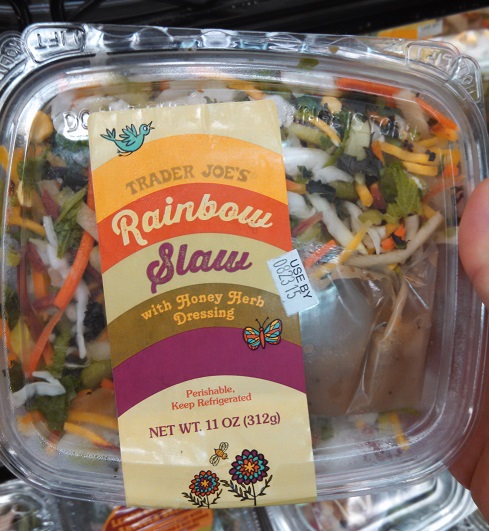 TRADER JOE'S
Rainbow
Slaw
with Honey Herb
Dressing
USE BY
082315
Perishable,
Keep Refrigerated
NET WT. 11 OZ (312g)